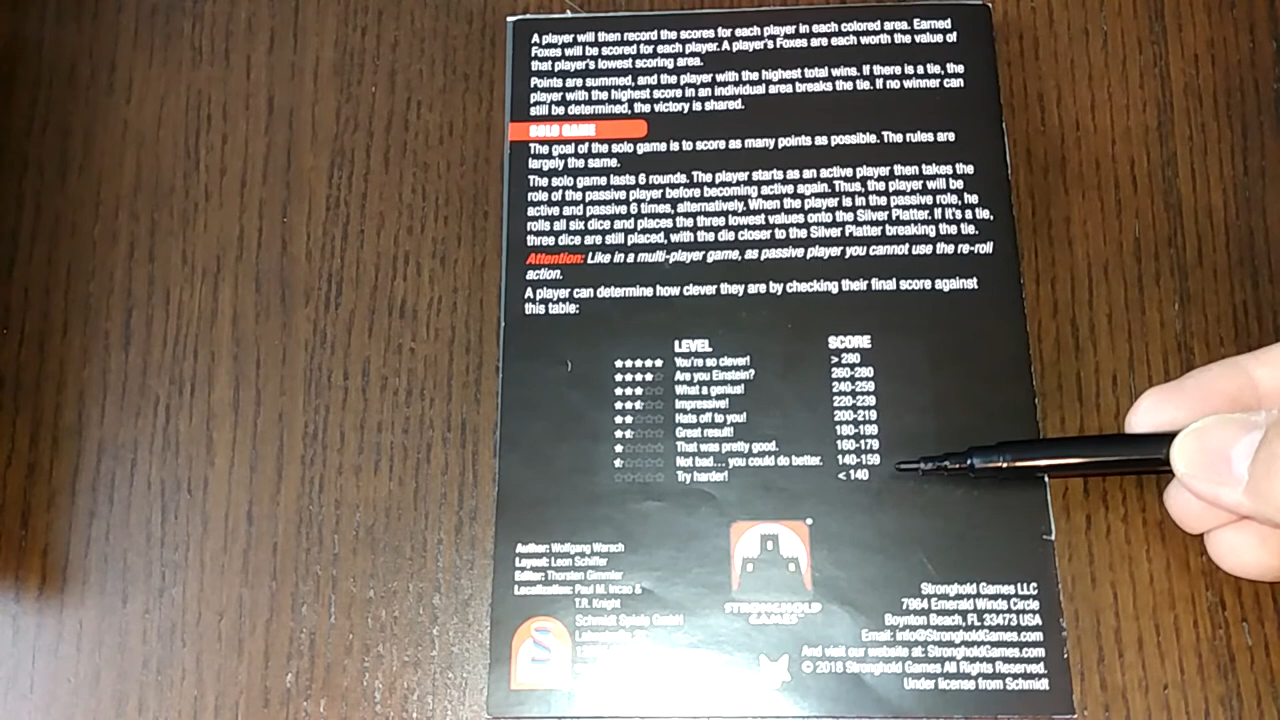 A player will then record the scores for each player in each colored area. Earned
Foxes will be scored for each player. A player's Foxes are each worth the value of
that player's lowest scoring area.
Points are summed, and the player with the highest total wins. If there is a tie, the
player with the highest score in an individual area breaks the tie. If no winner can
still be determined, the victory is shared.
SOLO GAME
The goal of the solo game is to score as many points as possible. The rules are
largely the same.
The solo game lasts 6 rounds. The player starts as an active player then takes the
role of the passive player before becoming active again. Thus, the player will be
active and passive 6 times, alternatively. When the player is in the passive role, he
rolls all six dice and places the three lowest values onto the Silver Platter. If it's a tie,
three dice are still placed, with the die closer to the Silver Platter breaking the tie.
Attention: Like in a multi-player game, as passive player you cannot use the re-roll
action.
A player can determine how clever they are by checking their final score against
this table:
LEVEL SCORE
You're so clever! > 280
Are you Einstein? 260-280
What a genius! 240-259
Impressive! 220-239
Hats off to you! 200-219
Great result! 180-199
That was pretty good. 160-179
Not bad... you could do better. 140-159
Try harder! < 140
Author: Wolfgang Warsch
Layout: Leon Schiffer
Editor: Thorsten Gimmler
Localization: Paul M. Incao &
T.R. Knight
Schmidt Spiele GmbH
STRONGHOLD
GAMES
Stronghold Games LLC
7964 Emerald Winds Circle
Boynton Beach, FL 33473 USA
Email: info@StrongholdGames.com
And visit our website at: StrongholdGames.com
© 2018 Stronghold Games All Rights Reserved.
Under license from Schmidt